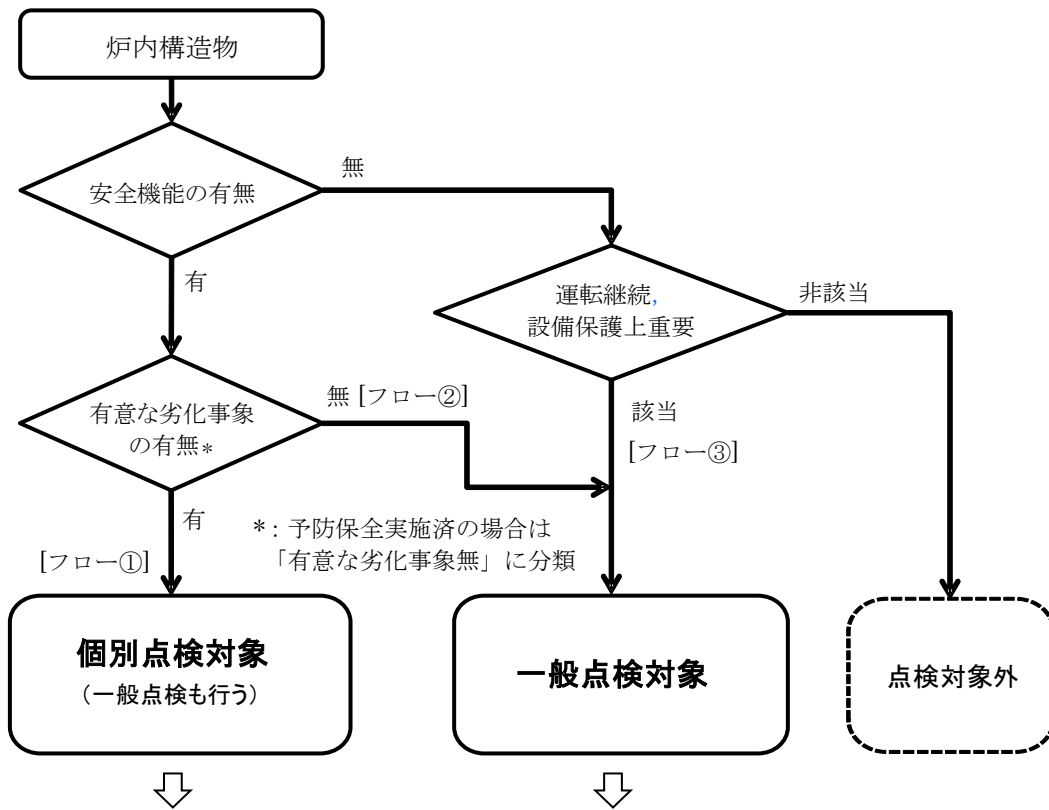 炉内構造物
安全機能の有無
無
有
運転継続,
設備保護上重要
非該当
有意な劣化事象
の有無*
無 [フロー②]
該当
[フロー③]
有
[フロー①]
*：予防保全実施済の場合は
「有意な劣化事象無」に分類
個別点検対象
(一般点検も行う)
一般点検対象
点検対象外